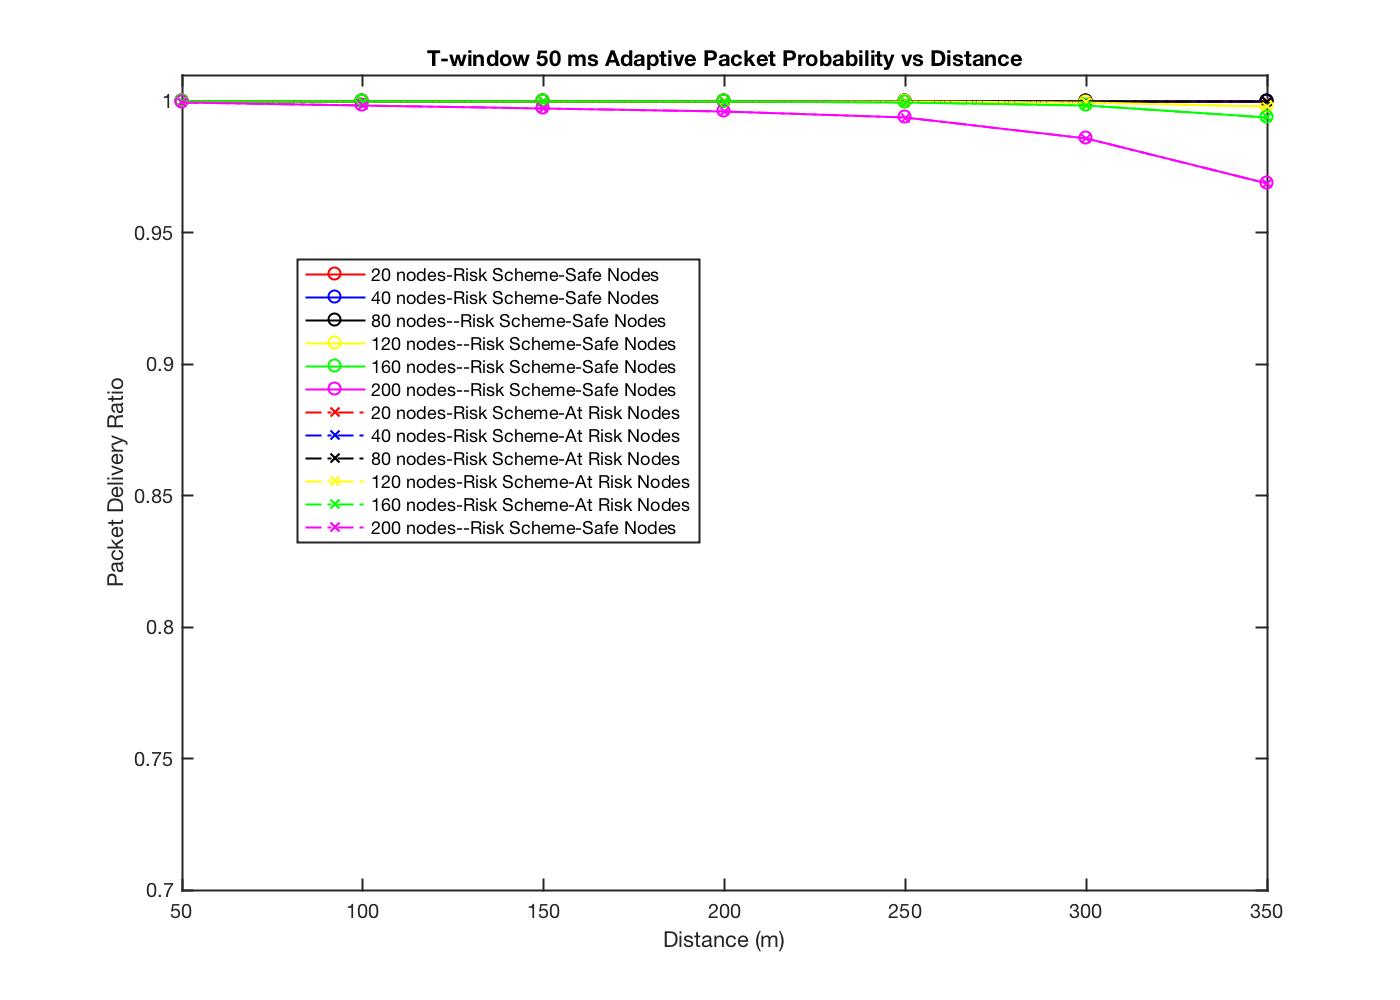 T-window 50 ms Adaptive Packet Probability vs Distance
1
0.95
0.9
0.85
0.8
0.75
0.7
Packet Delivery Ratio
20 nodes-Risk Scheme-Safe Nodes
40 nodes-Risk Scheme-Safe Nodes
80 nodes--Risk Scheme-Safe Nodes
120 nodes--Risk Scheme-Safe Nodes
160 nodes--Risk Scheme-Safe Nodes
200 nodes--Risk Scheme-Safe Nodes
20 nodes-Risk Scheme-At Risk Nodes
40 nodes-Risk Scheme-At Risk Nodes
80 nodes-Risk Scheme-At Risk Nodes
120 nodes-Risk Scheme-At Risk Nodes
160 nodes-Risk Scheme-At Risk Nodes
200 nodes--Risk Scheme-Safe Nodes
50 100 150 200 250 300 350
Distance (m)